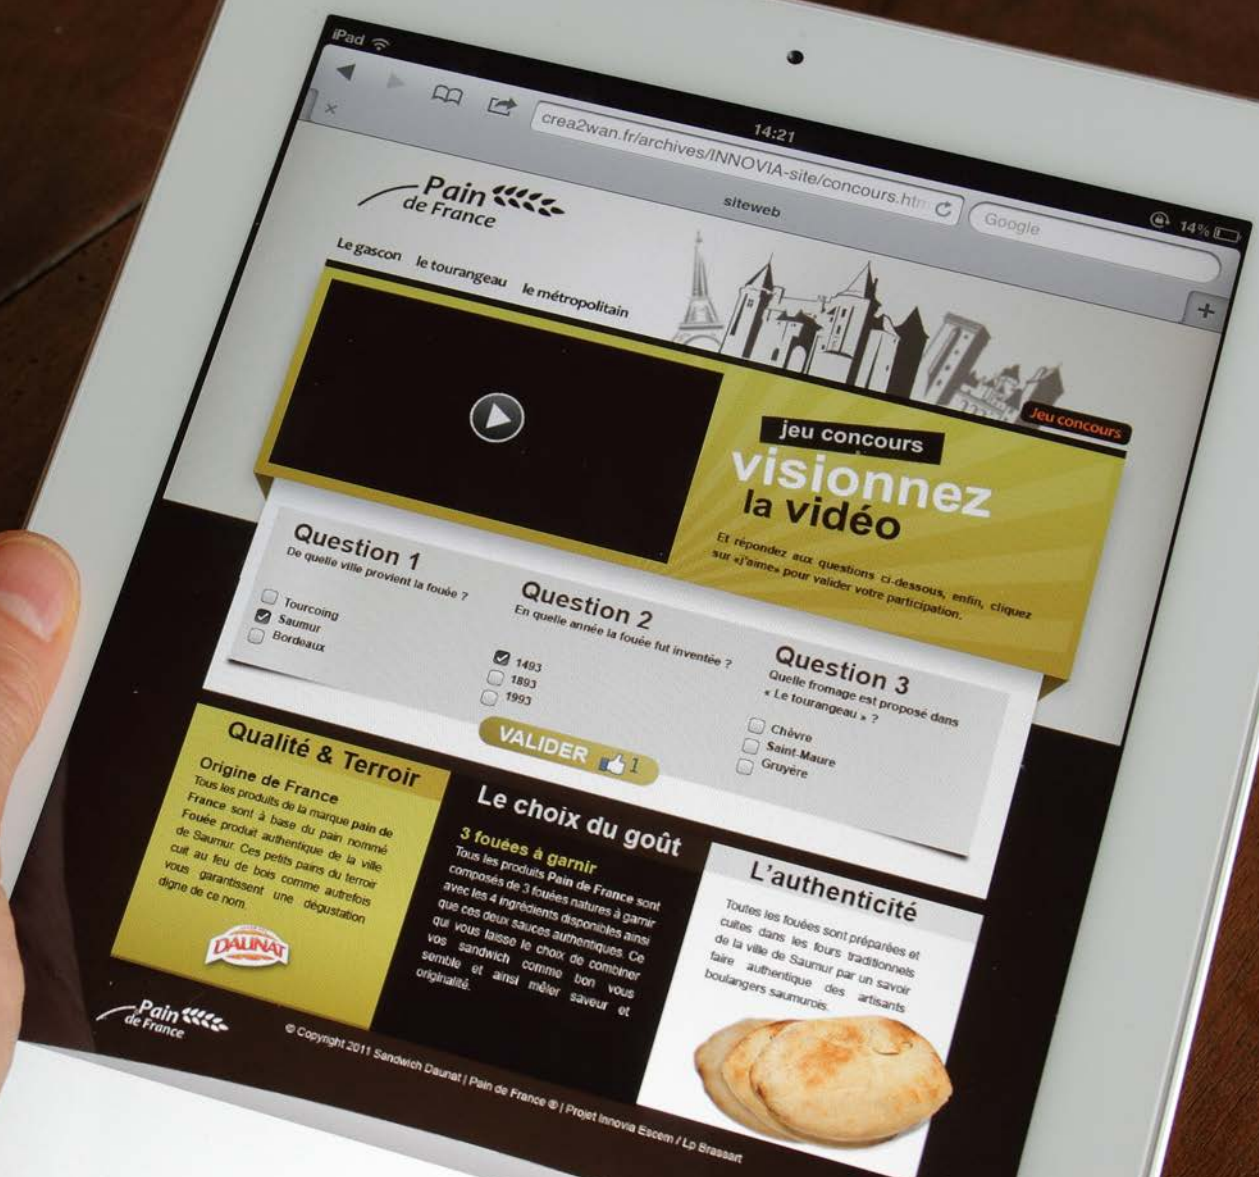 iPad
14:21
14%
crea2wan.fr/archives/INNOVIA-site/concours.htm
Google
siteweb
Pain
de France
Le gascon le tourangeau le métropolitain
Jeu concours
jeu concours
visionnez
la vidéo
Et répondez aux questions ci-dessous, enfin, cliquez
sur «j'aime» pour valider votre participation.
Question 1
De quelle ville provient la fouée ?
Tourcoing
Saumur
Bordeaux
Question 2
En quelle année la fouée fut inventée ?
1493
1893
1993
Question 3
Quelle fromage est proposé dans
« Le tourangeau » ?
Chèvre
Saint-Maure
Gruyère
VALIDER 1
Qualité & Terroir
Origine de France
Tous les produits de la marque pain de
France sont à base du pain nommé
Fouée produit authentique de la ville
de Saumur. Ces petits pains du terroir
cuit au feu de bois comme autrefois
vous garantissent une dégustation
digne de ce nom.
DAUNAT
Le choix du goût
3 fouées à garnir
Tous les produits Pain de France sont
composés de 3 fouées natures à garnir
avec les 4 ingrédients disponibles ainsi
que ces deux sauces authentiques. Ce
qui vous laisse le choix de combiner
vos sandwich comme bon vous
semble et ainsi mêler saveur et
originalité.
L'authenticité
Toutes les fouées sont préparées et
cuites dans les fours traditionnels
de la ville de Saumur par un savoir
faire authentique des artisants
boulangers saumurois.
Pain
de France
© Copyright 2011 Sandwich Daunat | Pain de France ® | Projet Innovia Escem / Lp Brassart